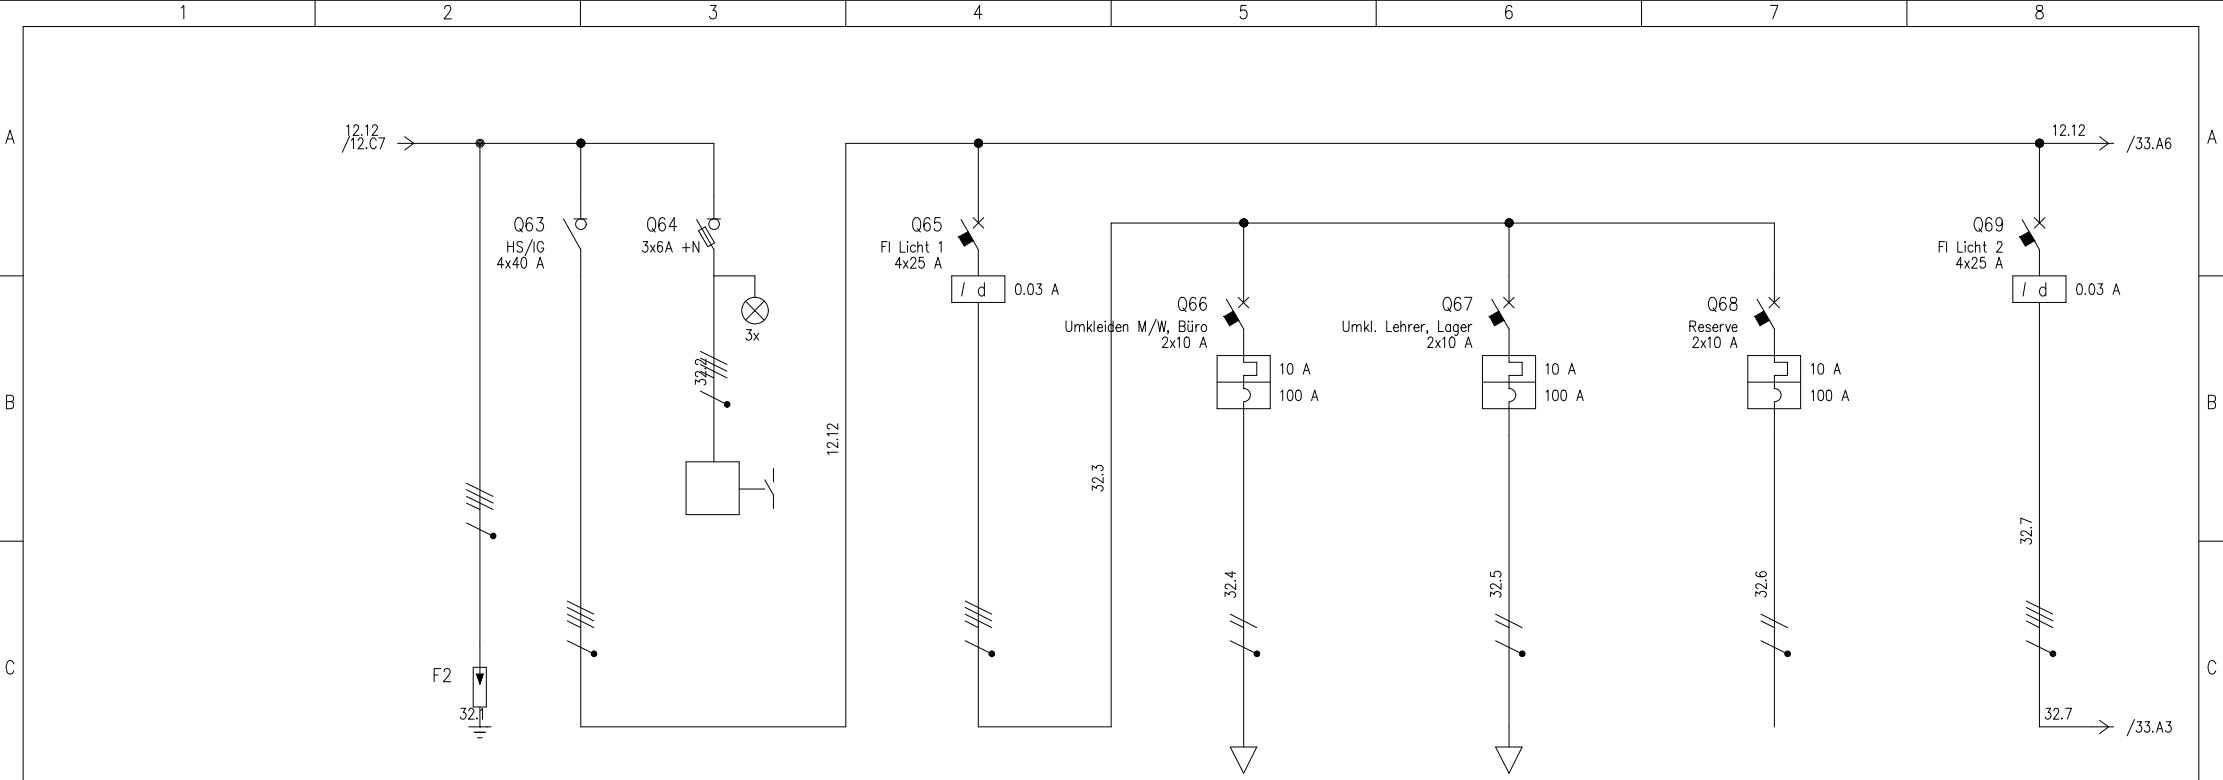 1 2 3 4 5 6 7 8
A A
12.12
/12.C7
12.12
/33.A6
Q63
HS/IG
4x40 A
Q64
3x6A +N
3x
32.2
Q65
FI Licht 1
4x25 A
I d 0.03 A
Q66
Umkleiden M/W, Büro
2x10 A
10 A
100 A
Q67
Umkl. Lehrer, Lager
2x10 A
10 A
100 A
Q68
Reserve
2x10 A
10 A
100 A
Q69
FI Licht 2
4x25 A
I d 0.03 A
B B
12.12
32.3
32.4
32.5
32.6
32.7
C C
F2
32.1
32.7
/33.A3